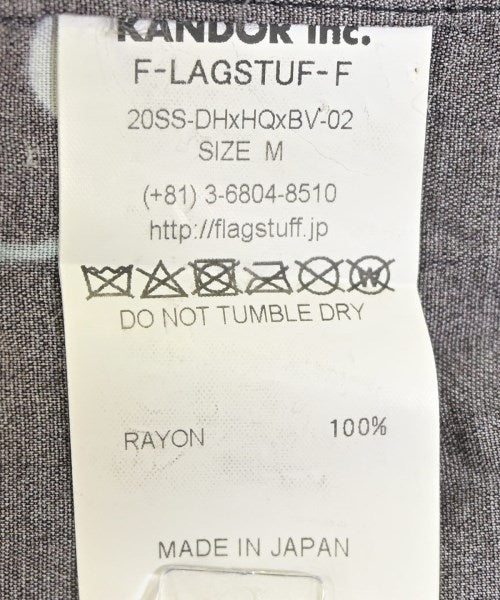 KANDOR Inc.
F-LAGSTUF-F
20SS-DHxHQxBV-02
SIZE M
(+81) 3-6804-8510
http://flagstuff.jp
W
DO NOT TUMBLE DRY
RAYON 100%
MADE IN JAPAN